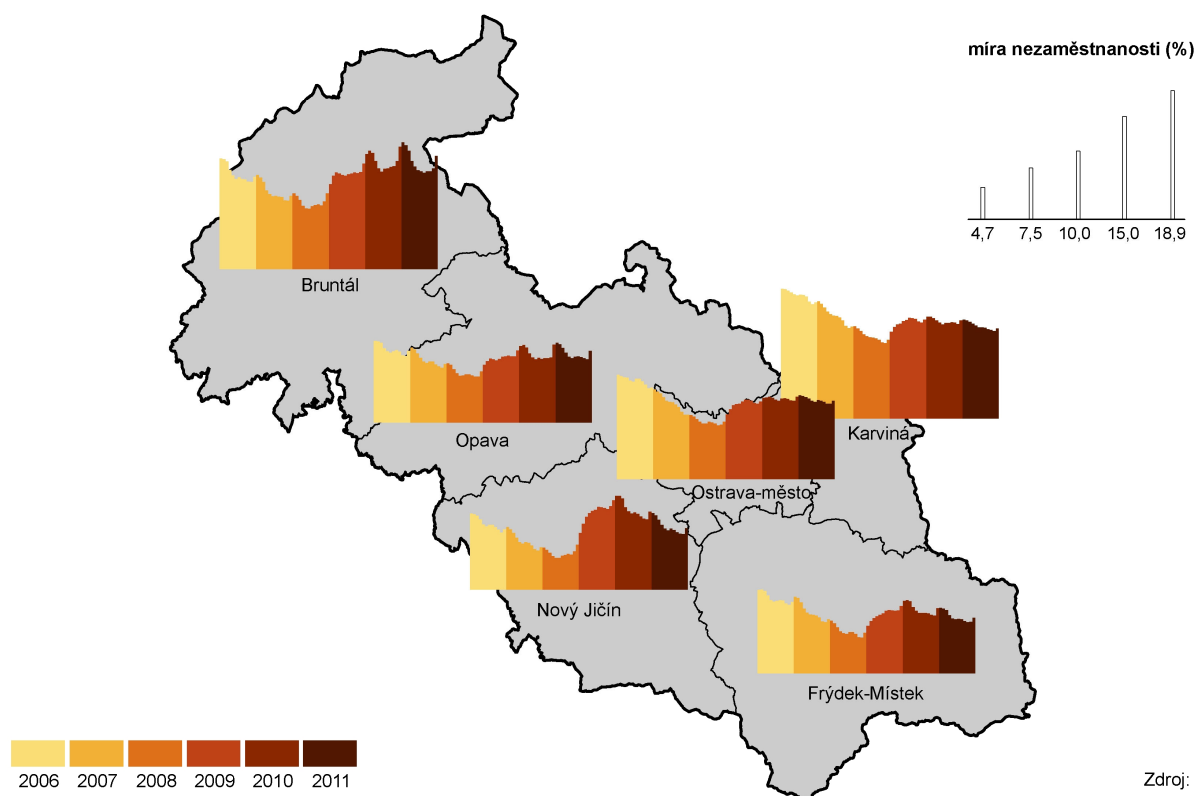 míra nezaměstnanosti (%)
4,7 7,5 10,0 15,0 18,9
Bruntál
Opava
Karviná
Ostrava-město
Nový Jičín
Frýdek-Místek
2006 2007 2008 2009 2010 2011
Zdroj: